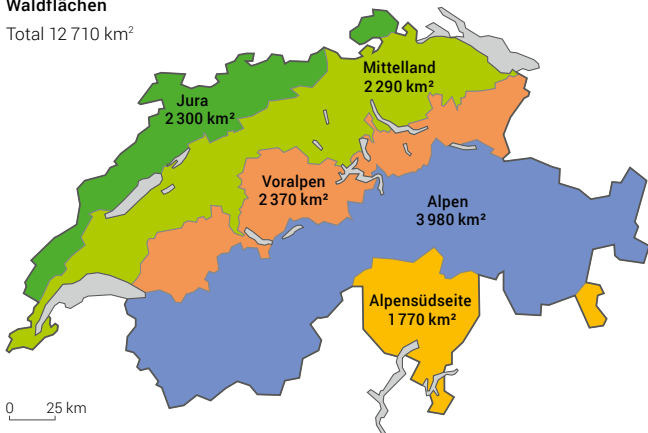 Waldflächen
Total 12 710 km²
Mittelland
2 290 km²
Jura
2 300 km²
Voralpen
2 370 km²
Alpen
3 980 km²
Alpensüdseite
1 770 km²
0 25 km